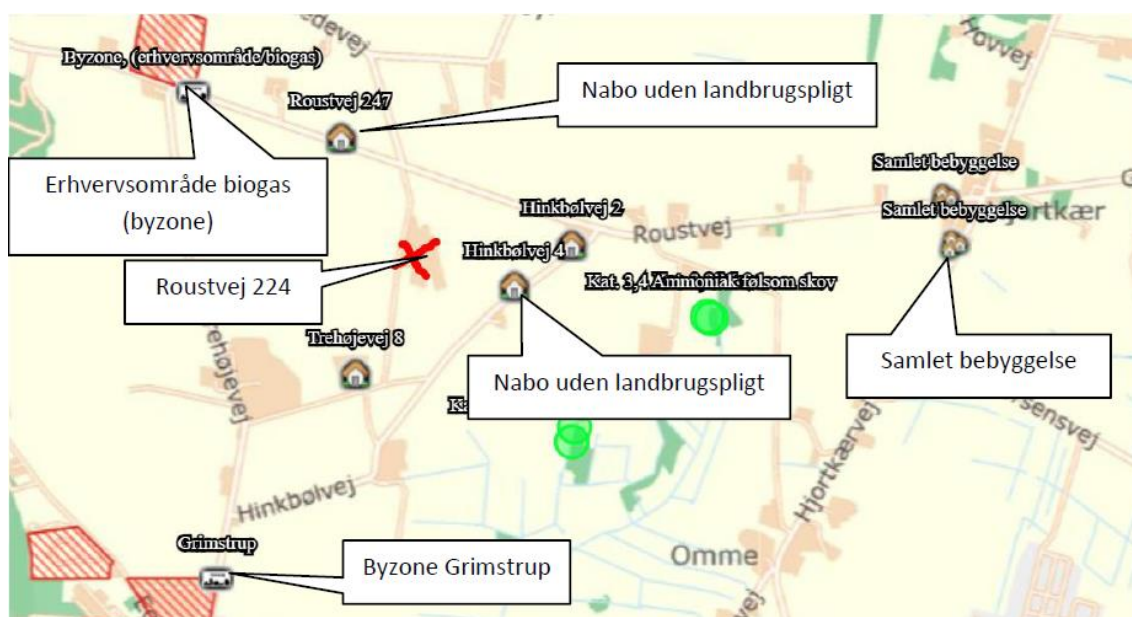 Hovvej
Byzone, (erhvervsområde/biogas)
Nabo uden landbrugspligt
Roustvej 247
Erhvervsområde biogas
(byzone)
Samlet bebyggelse
Samlet bebyggelse
Hinkbølvej 2
Roustvej
Hinkbølvej 4
Roustvej 224
Kat. 3,4 Ammoniak følsom skov
Trehøjevej 8
Samlet bebyggelse
Nabo uden landbrugspligt
Hinkbølvej
Hjortkærvej
Grimstrup
Byzone Grimstrup
Omme